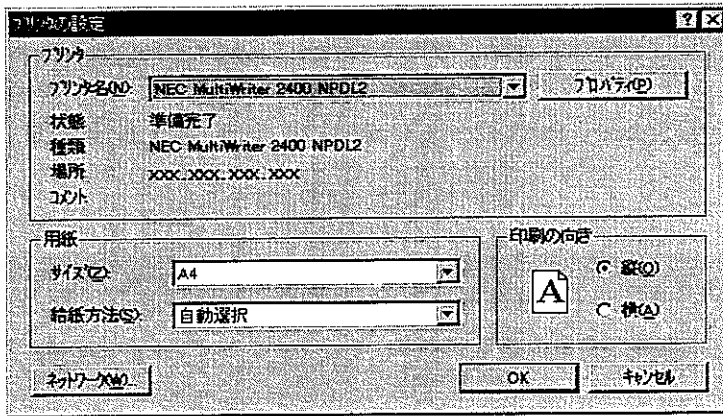 プリンタの設定
プリンタ
プリンタ名(N): NEC MultiWriter 2400 NPDL2 プロパティ(P)
状態 準備完了
種類 NEC MultiWriter 2400 NPDL2
場所 XXX.XXX.XXX.XXX
コメント
用紙
サイズ(Z): A4
給紙方法(S): 自動選択
印刷の向き
A
縦(O)
横(A)
ネットワーク(W)...
OK
キャンセル